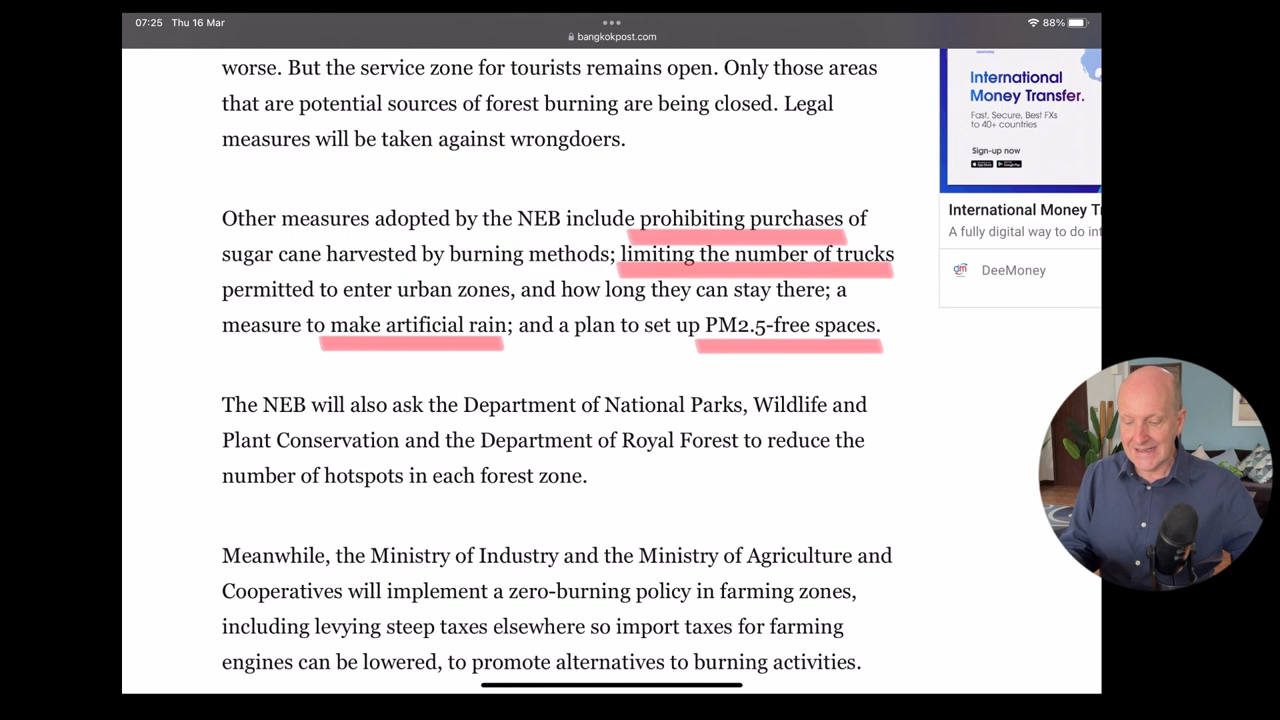 07:25 Thu 16 Mar
88%
bangkokpost.com
worse. But the service zone for tourists remains open. Only those areas
that are potential sources of forest burning are being closed. Legal
measures will be taken against wrongdoers.
Other measures adopted by the NEB include prohibiting purchases of
sugar cane harvested by burning methods; limiting the number of trucks
permitted to enter urban zones, and how long they can stay there; a
measure to make artificial rain; and a plan to set up PM2.5-free spaces.
The NEB will also ask the Department of National Parks, Wildlife and
Plant Conservation and the Department of Royal Forest to reduce the
number of hotspots in each forest zone.
Meanwhile, the Ministry of Industry and the Ministry of Agriculture and
Cooperatives will implement a zero-burning policy in farming zones,
including levying steep taxes elsewhere so import taxes for farming
engines can be lowered, to promote alternatives to burning activities.
International
Money Transfer.
Fast, Secure, Best FXs
to 40+ countries
Sign-up now
International Money
A fully digital way to do
DeeMoney